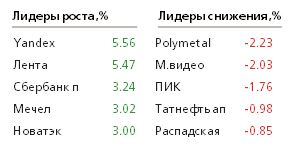 Лидеры роста,% Лидеры снижения,%
Yandex 5.56 Polymetal -2.23
Лента 5.47 М.видео -2.03
Сбербанк п 3.24 ПИК -1.76
Мечел 3.02 Татнефть ап -0.98
Новатэк 3.00 Распадская -0.85